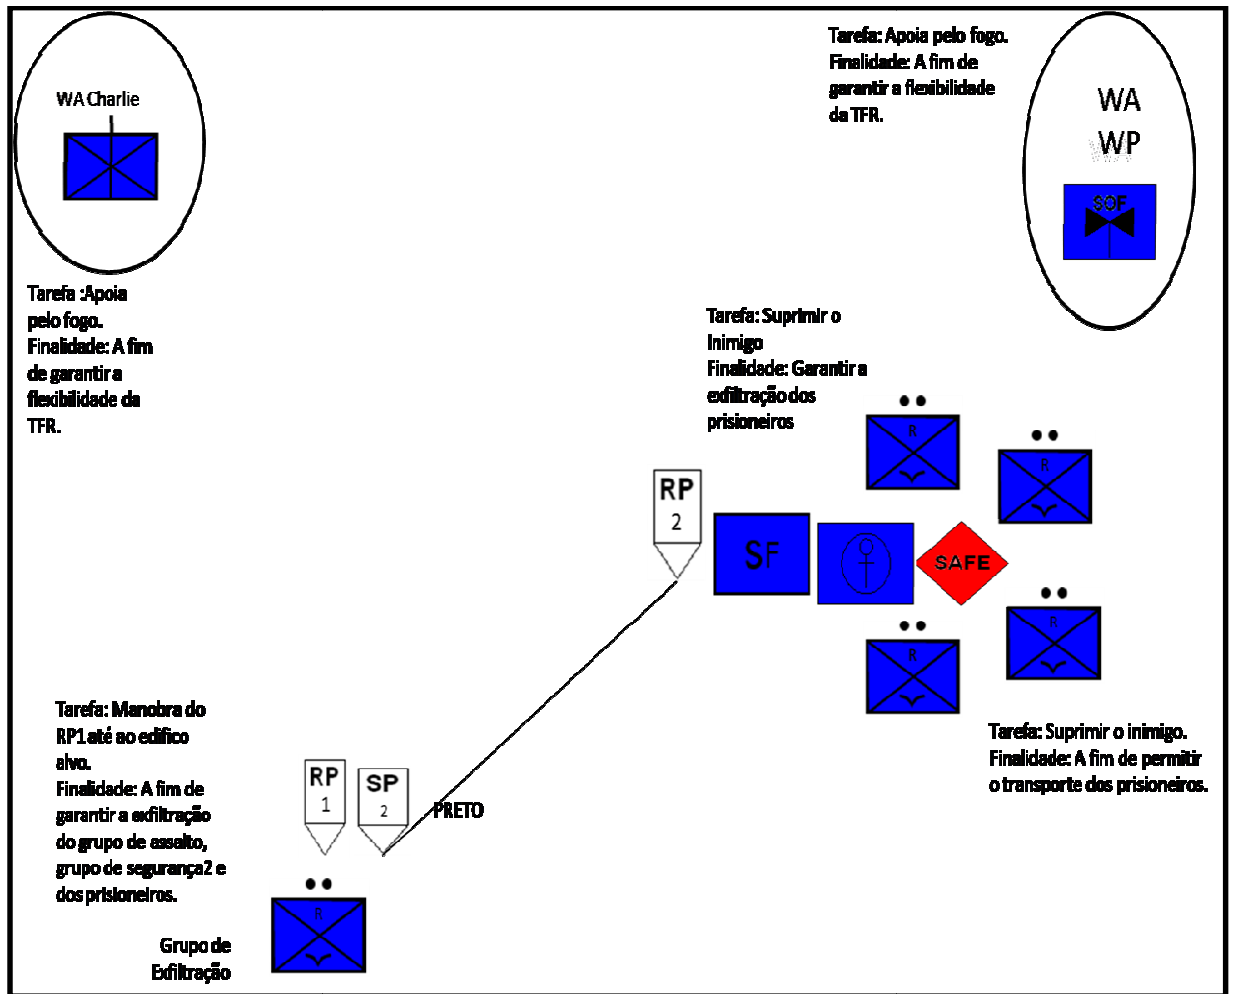 WA Charlie
Tarefa :Apoia
pelo fogo.
Finalidade: A fim
de garantir a
flexibilidade da
TFR.
Tarefa: Apoia pelo fogo.
Finalidade: A fim de
garantir a flexibilidade
da TFR.
WA
WP
SOF
Tarefa: Suprimir o
Inimigo
Finalidade: Garantir a
exfiltração dos
prisioneiros
R
R
RP
2
SF
SAFE
R
R
Tarefa: Suprimir o inimigo.
Finalidade: A fim de permitir
o transporte dos prisioneiros.
Tarefa: Manobra do
RP1 até ao edifico
alvo.
Finalidade: A fim de
garantir a exfiltração
do grupo de assalto,
grupo de segurança2 e
dos prisioneiros.
RP
1
SP
2
PRETO
R
Grupo de
Exfiltração